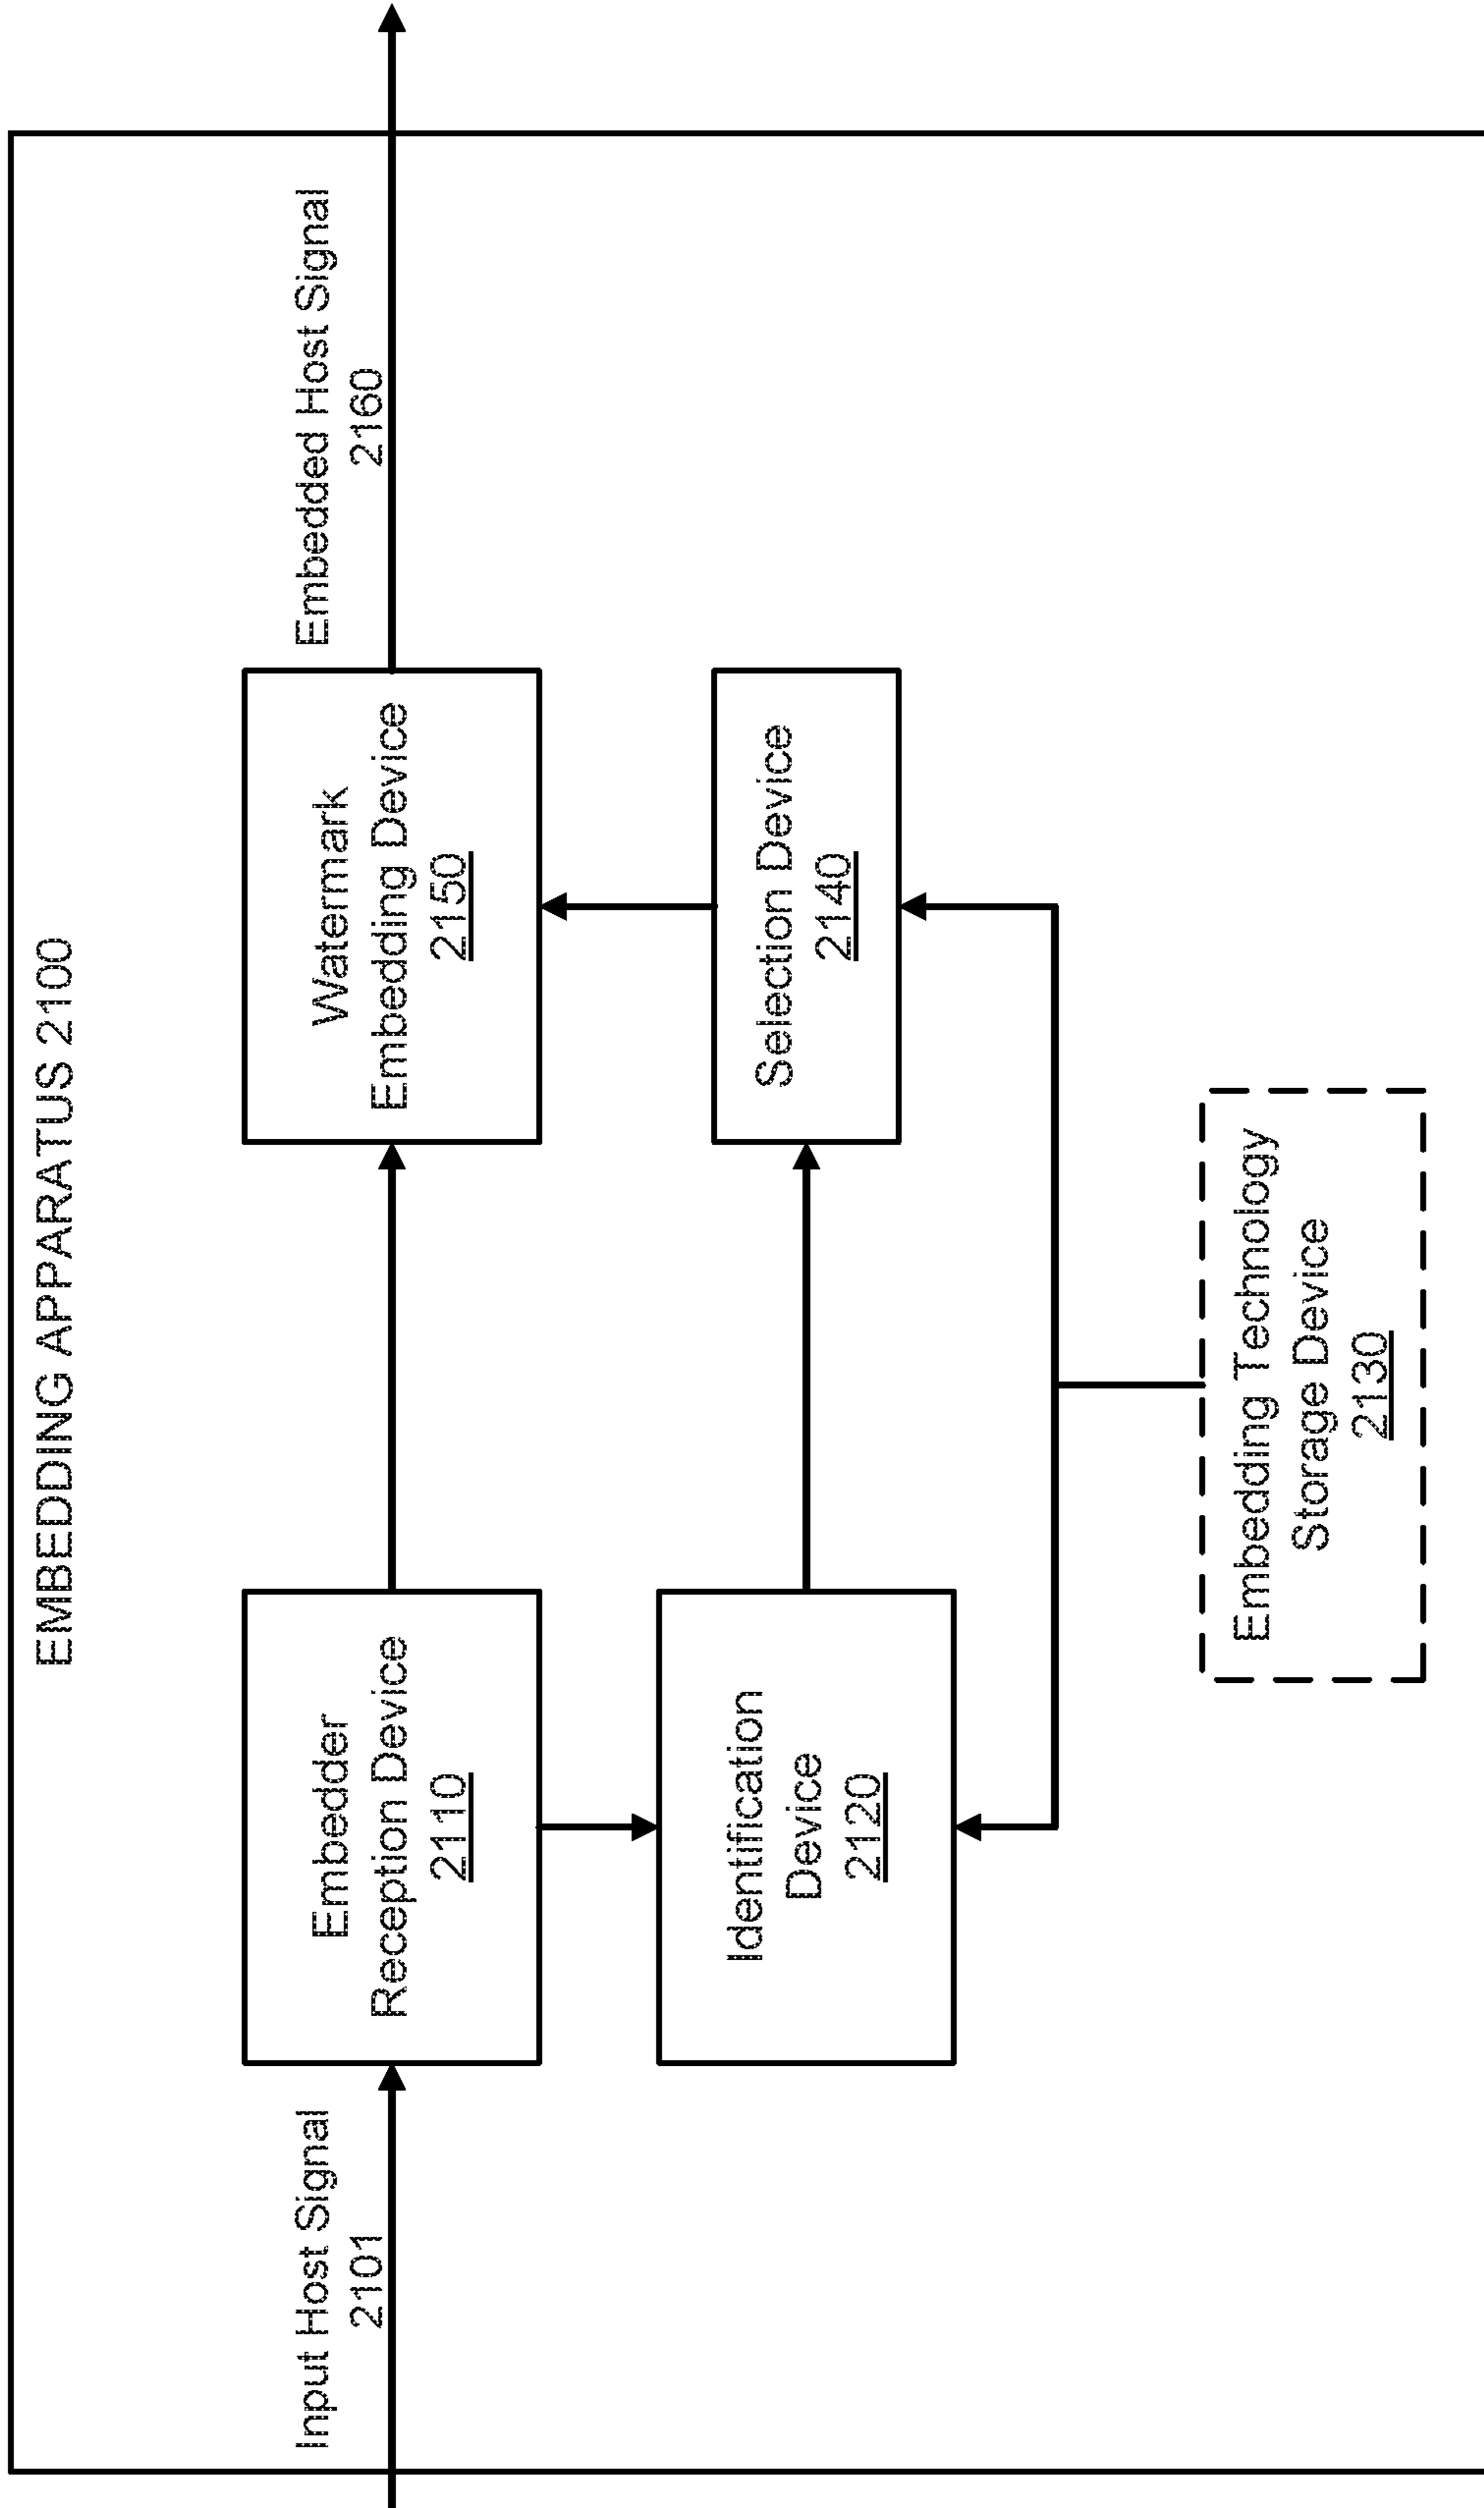 EMBEDDING APPARATUS 2100
Input Host Signal
2101
Embedder
Reception Device
2110
Watermark
Embedding Device
2150
Embedded Host Signal
2160
Identification
Device
2120
Selection Device
2140
Embedding Technology
Storage Device
2130